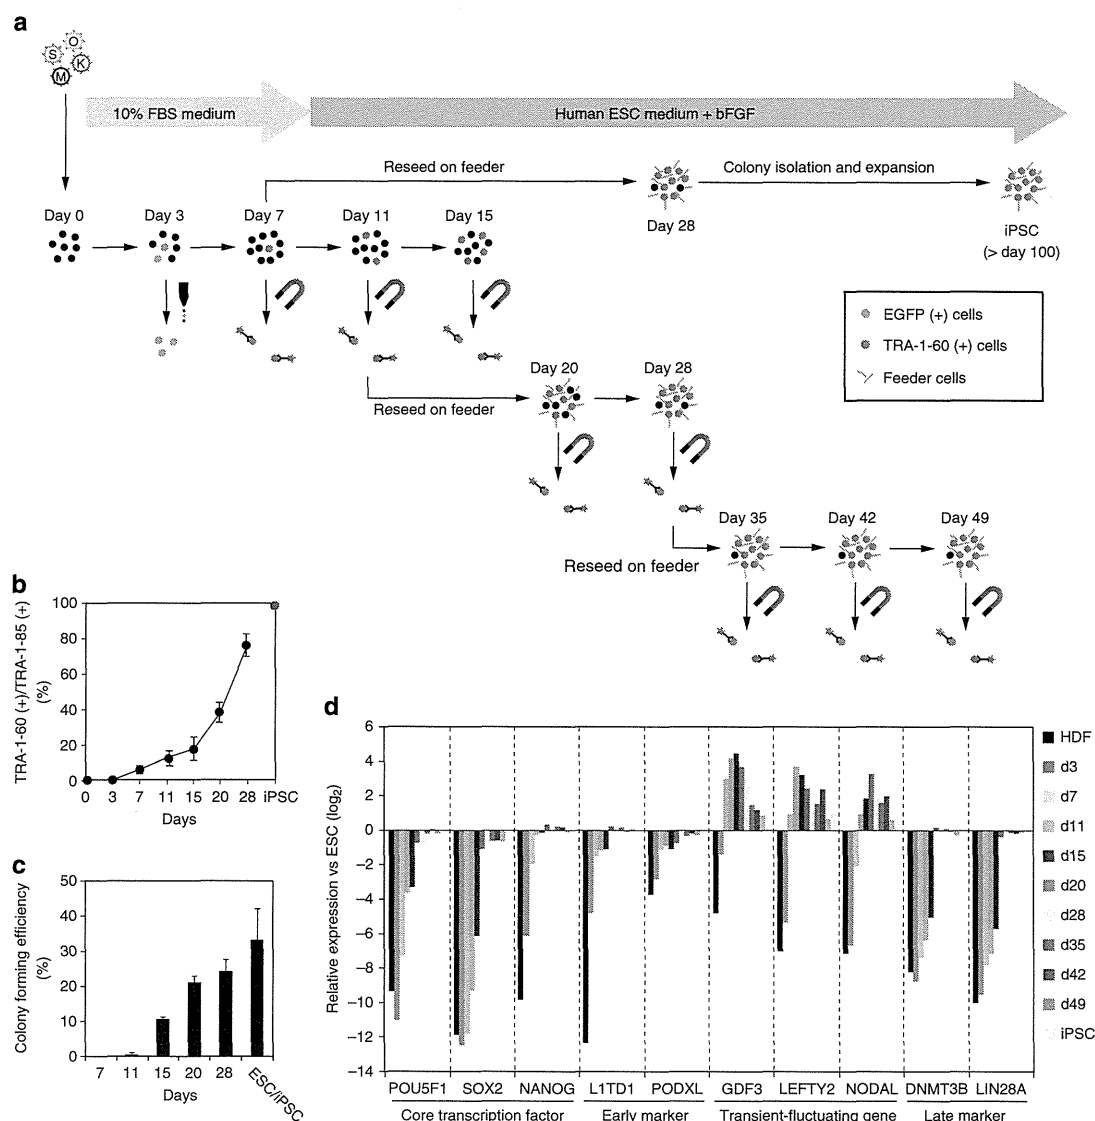 a
S
O
K
M
10% FBS medium
Human ESC medium + bFGF
Reseed on feeder
Colony isolation and expansion
Day 0
Day 3
Day 7
Day 11
Day 15
Day 28
iPSC
(> day 100)
EGFP (+) cells
TRA-1-60 (+) cells
Feeder cells
Reseed on feeder
Day 20
Day 28
Reseed on feeder
Day 35
Day 42
Day 49
b
TRA-1-60 (+)/TRA-1-85 (+)
(%)
100
80
60
40
20
0
0 3 7 11 15 20 28 iPSC
Days
c
Colony forming efficiency
(%)
50
40
30
20
10
0
7 11 15 20 28 ESC/iPSC
Days
d
Relative expression vs ESC (log2)
6
4
2
0
−2
−4
−6
−8
−10
−12
−14
POU5F1 SOX2 NANOG L1TD1 PODXL GDF3 LEFTY2 NODAL DNMT3B LIN28A
Core transcription factor Early marker Transient-fluctuating gene Late marker
HDF
d3
d7
d11
d15
d20
d28
d35
d42
d49
iPSC